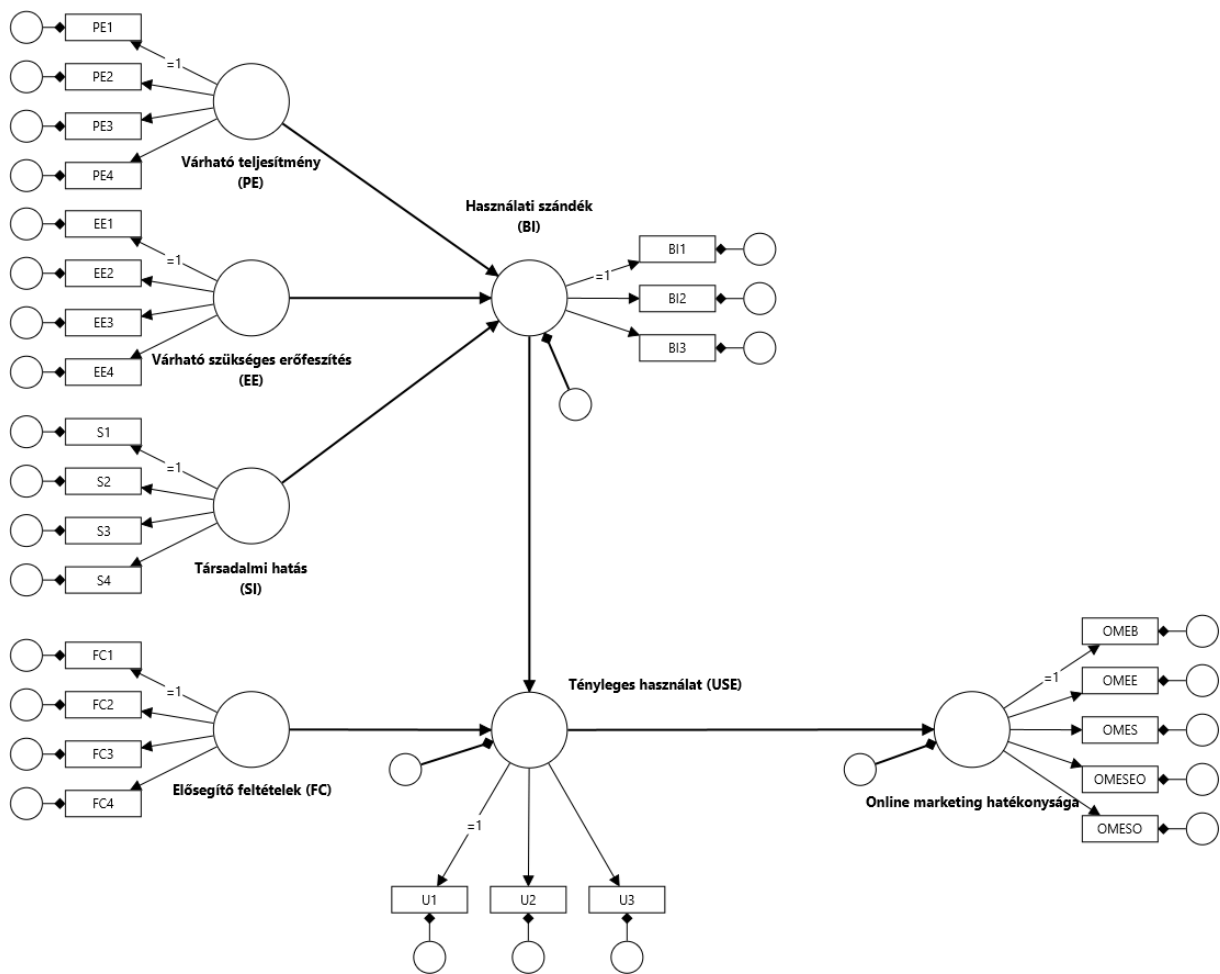 PE1
=1
PE2
PE3
PE4
Várható teljesítmény
(PE)
EE1
=1
EE2
EE3
EE4
Várható szükséges erőfeszítés
(EE)
Használati szándék
(BI)
BI1
=1
BI2
BI3
S1
=1
S2
S3
S4
Társadalmi hatás
(SI)
FC1
=1
FC2
FC3
FC4
Elősegítő feltételek (FC)
Tényleges használat (USE)
=1
U1
U2
U3
OMEB
=1
OMEE
OMES
OMESEO
OMESO
Online marketing hatékonysága